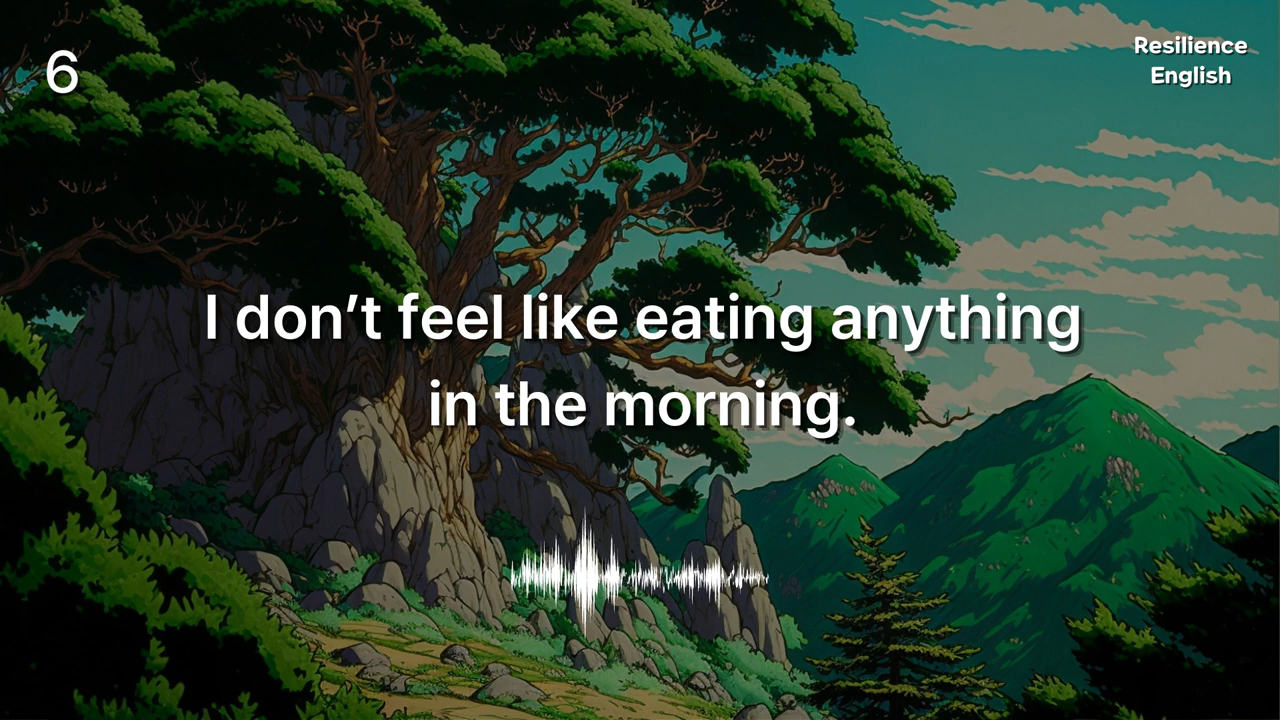 6
Resilience
English
I don’t feel like eating anything
in the morning.